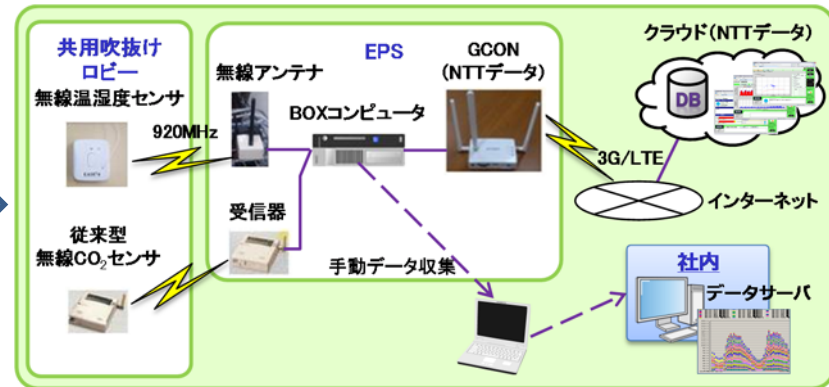 共用吹抜け
ロビー
無線温湿度センサ
920MHz
従来型
無線CO₂センサ
EPS
無線アンテナ
BOXコンピュータ
GCON
(NTTデータ)
受信器
手動データ収集
3G/LTE
クラウド(NTTデータ)
DB
インターネット
社内
データサーバ